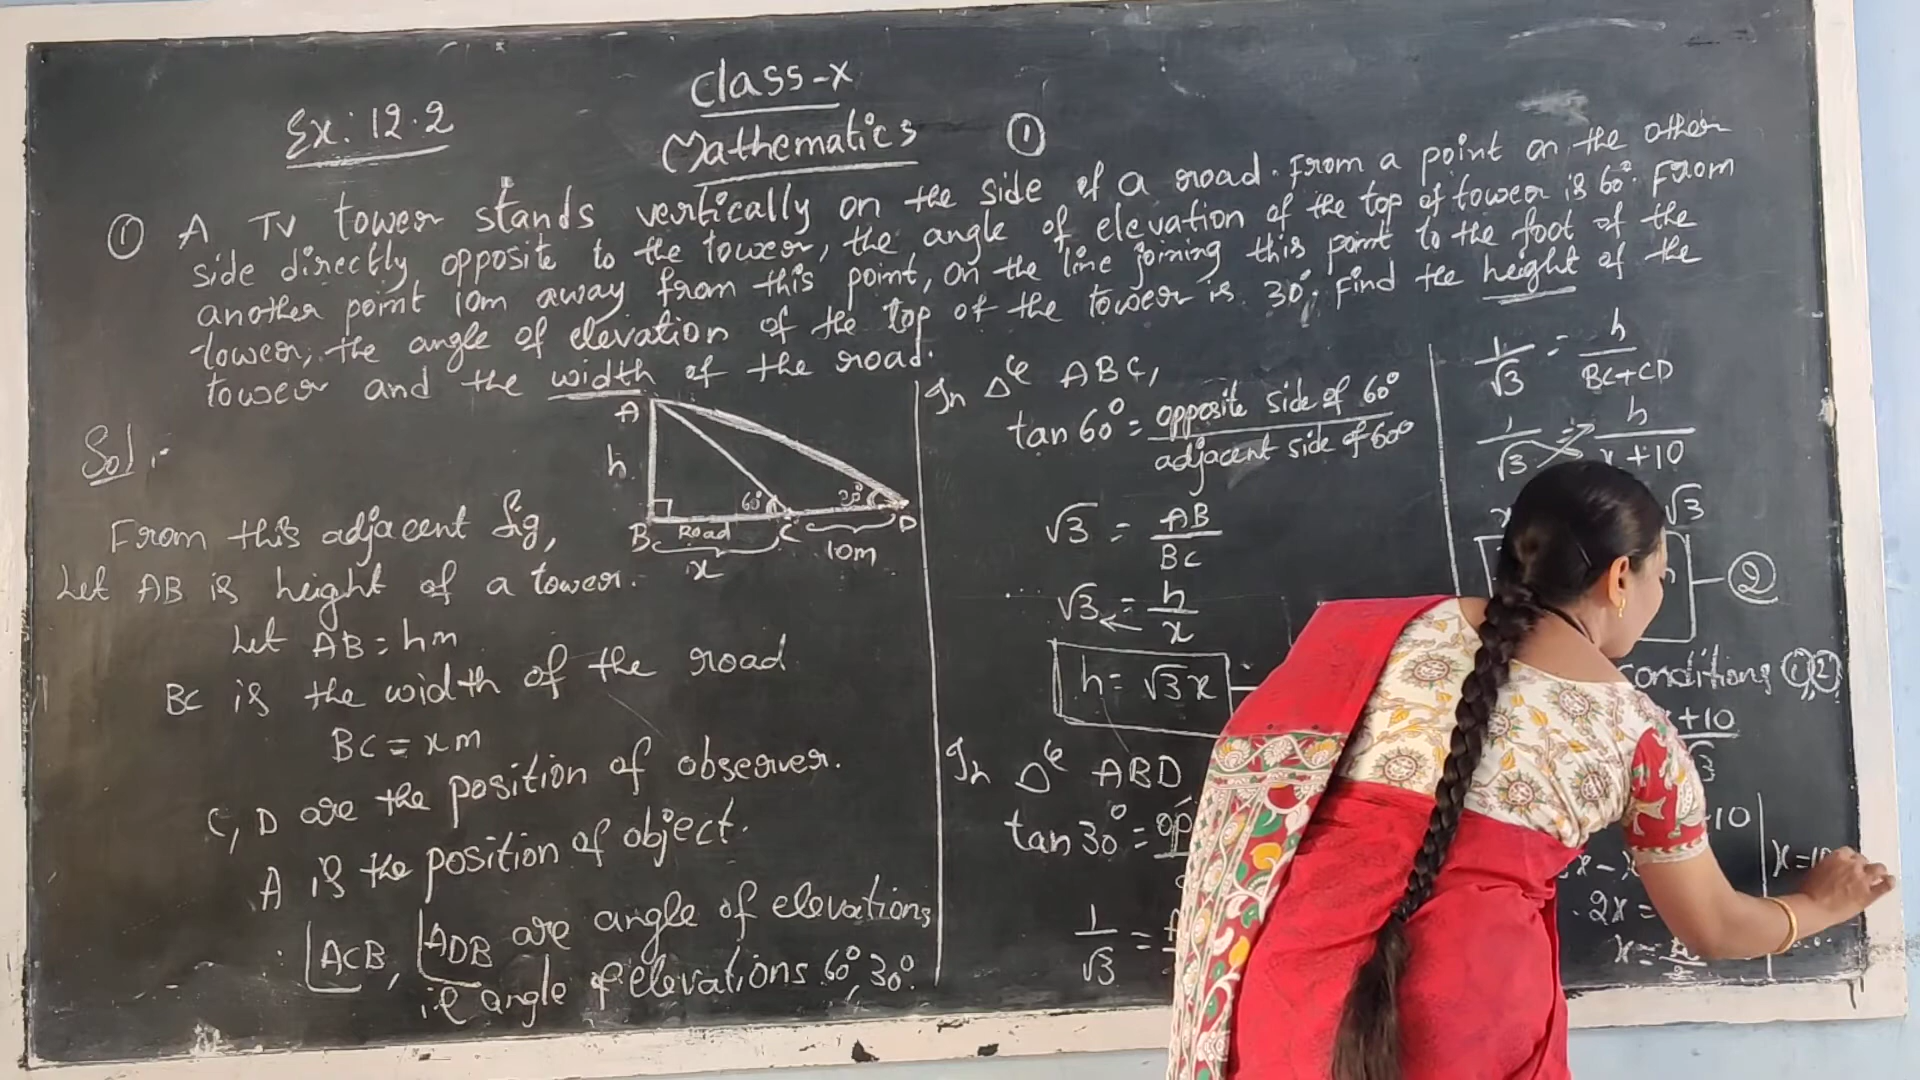 Class-X
Ex: 12.2
Mathematics
①
① A TV tower stands vertically on the side of a road. From a point on the other
side directly opposite to the tower, the angle of elevation of the top of tower is 60°. From
another point 10m away from this point, on the line joining this point to the foot of the
tower, the angle of elevation of the top of the tower is 30°. Find the height of the
tower and the width of the road.
Sol:-
A
h
60°
30°
B Road C D
x
10m
From this adjacent fig,
Let AB is height of a tower.
Let AB = hm
BC is the width of the road
BC = xm
C, D are the position of observer.
A is the position of object.
∴ ∠ACB, ∠ADB are angle of elevations
ie angle of elevations 60°, 30°.
In Δle ABC,
tan 60° = opposite side of 60° / adjacent side of 60°
√3 = AB / BC
√3 = h / x
h = √3x
In Δle ABD
tan 30° =
1/√3 =
1/√3 = h / BC+CD
1/√3 = h / x+10
√3
②
conditions ①,②
+10
10
2x =
x =